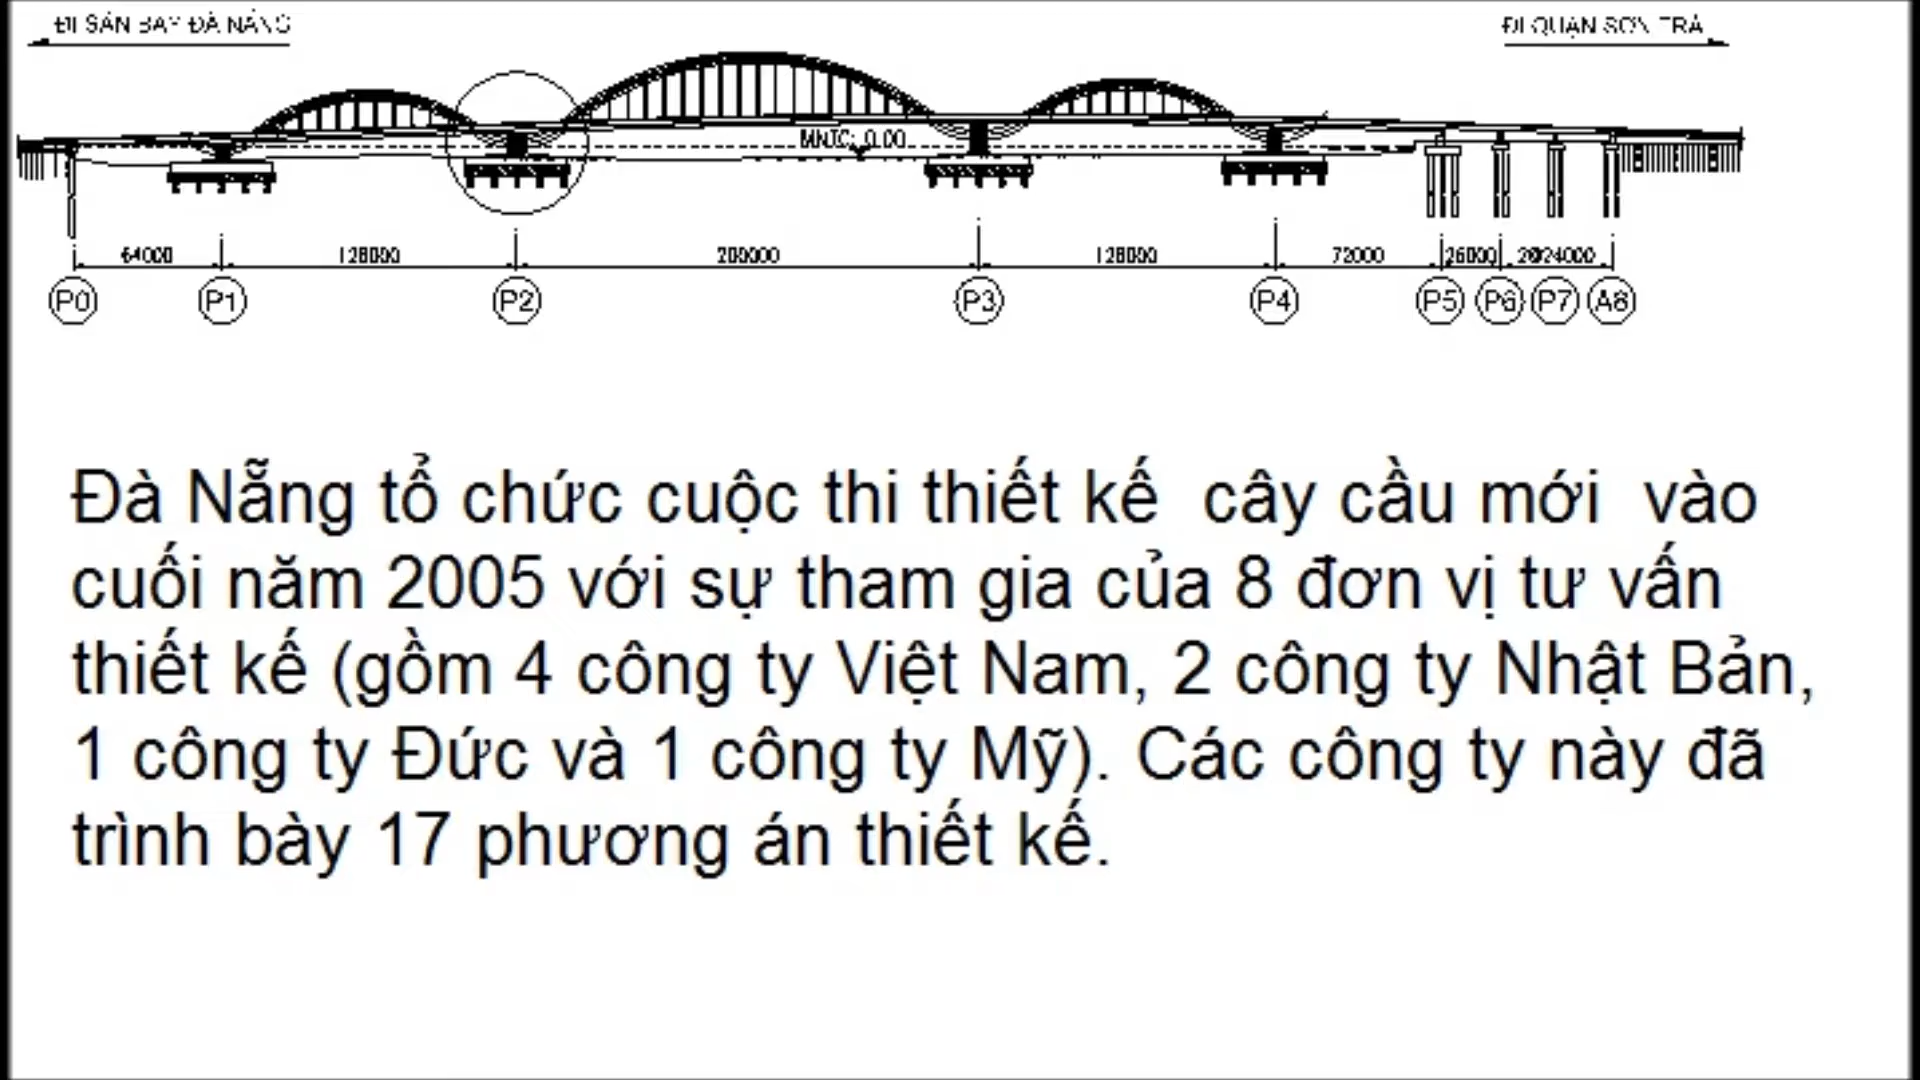 ĐI SÂN BAY ĐÀ NẴNG
ĐI QUẬN SƠN TRÀ
MNTC: 0.00
64000 128000 200000 128000 72000 26000
P0 P1 P2 P3 P4 P5 P6 P7 A8
Đà Nẵng tổ chức cuộc thi thiết kế cây cầu mới vào
cuối năm 2005 với sự tham gia của 8 đơn vị tư vấn
thiết kế (gồm 4 công ty Việt Nam, 2 công ty Nhật Bản,
1 công ty Đức và 1 công ty Mỹ). Các công ty này đã
trình bày 17 phương án thiết kế.